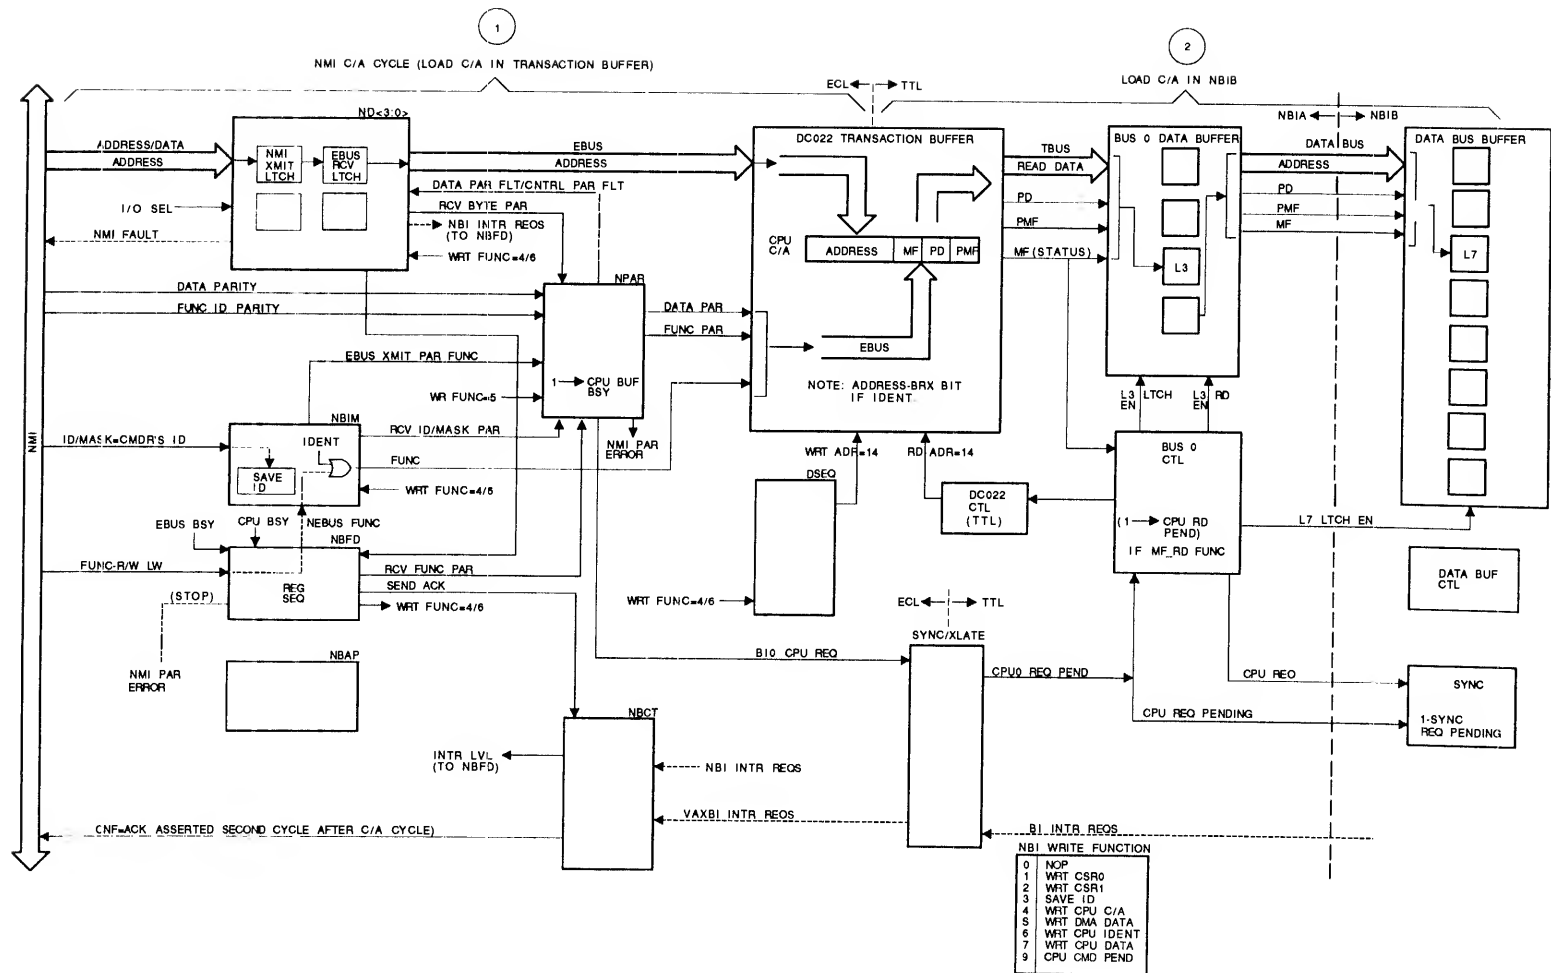 1
NMI C/A CYCLE (LOAD C/A IN TRANSACTION BUFFER)
2
LOAD C/A IN NBIB
ECL
TTL
NBIA
NBIB
ND<3:0>
ADDRESS/DATA
ADDRESS
NMI
XMIT
LTCH
EBUS
RCV
LTCH
I/O SEL
NMI FAULT
EBUS
ADDRESS
DATA PAR FLT/CNTRL PAR FLT
RCV BYTE PAR
NBI INTR REQS
(TO NBFD)
WRT FUNC=4/6
DC022 TRANSACTION BUFFER
CPU
C/A
ADDRESS
MF
PD
PMF
EBUS
NOTE: ADDRESS-BRX BIT
IF IDENT.
TBUS
READ DATA
PD
PMF
MF(STATUS)
BUS 0 DATA BUFFER
L3
DATA BUS
ADDRESS
PD
PMF
MF
DATA BUS BUFFER
L7
DATA PARITY
FUNC ID PARITY
NPAR
DATA PAR
FUNC PAR
EBUS XMIT PAR FUNC
1
CPU BUF
BSY
WR FUNC=5
NMI PAR
ERROR
NMI
ID/MASK=CMDR'S ID
NBIM
IDENT
SAVE
ID
RCV ID/MASK PAR
FUNC
WRT FUNC=4/6
EBUS BSY
CPU BSY
NEBUS FUNC
NBFD
FUNC-R/W LW
REG
SEQ
RCV FUNC PAR
SEND ACK
WRT FUNC=4/6
(STOP)
NMI PAR
ERROR
NBAP
WRT ADR=14
RD ADR=14
DSEQ
WRT FUNC=4/6
DC022
CTL
(TTL)
L3
EN
LTCH
L3
EN
RD
BUS 0
CTL
(1
CPU RD
PEND)
IF MF_RD FUNC
L7 LTCH EN
DATA BUF
CTL
ECL
TTL
SYNC/XLATE
BI0 CPU REQ
CPU0 REQ PEND
CPU REQ
CPU REQ PENDING
SYNC
1-SYNC
REQ PENDING
NBCT
INTR LVL
(TO NBFD)
NBI INTR REQS
VAXBI INTR REQS
BI INTR REQS
CNF=ACK ASSERTED SECOND CYCLE AFTER C/A CYCLE)
NBI WRITE FUNCTION
0 NOP
1 WRT CSR0
2 WRT CSR1
3 SAVE ID
4 WRT CPU C/A
5 WRT DMA DATA
6 WRT CPU IDENT
7 WRT CPU DATA
9 CPU CMD PEND